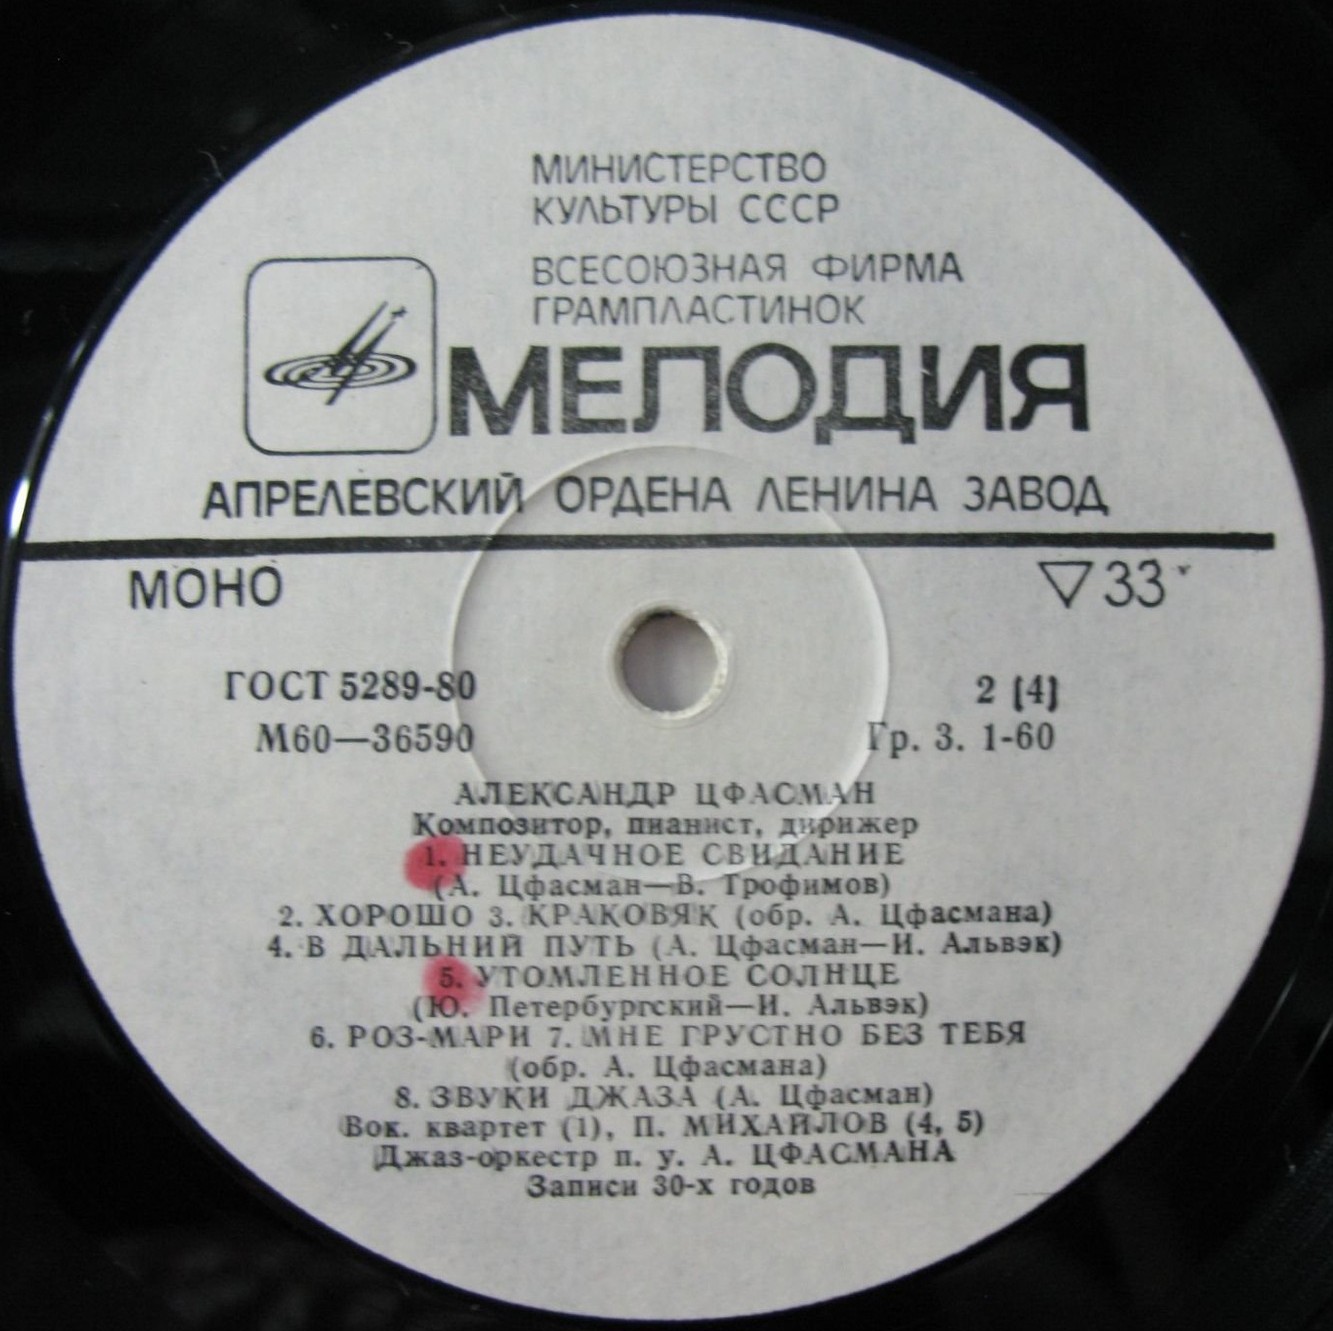 МИНИСТЕРСТВО
КУЛЬТУРЫ СССР
ВСЕСОЮЗНАЯ ФИРМА
ГРАМПЛАСТИНОК
МЕЛОДИЯ
АПРЕЛЕВСКИЙ ОРДЕНА ЛЕНИНА ЗАВОД
МОНО
▽33
ГОСТ 5289-80
2 (4)
М60—36590
Гр. 3. 1-60
АЛЕКСАНДР ЦФАСМАН
Композитор, пианист, дирижер
1. НЕУДАЧНОЕ СВИДАНИЕ
(А. Цфасман—В. Трофимов)
2. ХОРОШО 3. КРАКОВЯК (обр. А. Цфасмана)
4. В ДАЛЬНИЙ ПУТЬ (А. Цфасман—И. Альвэк)
5. УТОМЛЕННОЕ СОЛНЦЕ
(Ю. Петербургский—И. Альвэк)
6. РОЗ-МАРИ 7. МНЕ ГРУСТНО БЕЗ ТЕБЯ
(обр. А. Цфасмана)
8. ЗВУКИ ДЖАЗА (А. Цфасман)
Вок. квартет (1), П. МИХАЙЛОВ (4, 5)
Джаз-оркестр п. у. А. ЦФАСМАНА
Записи 30-х годов